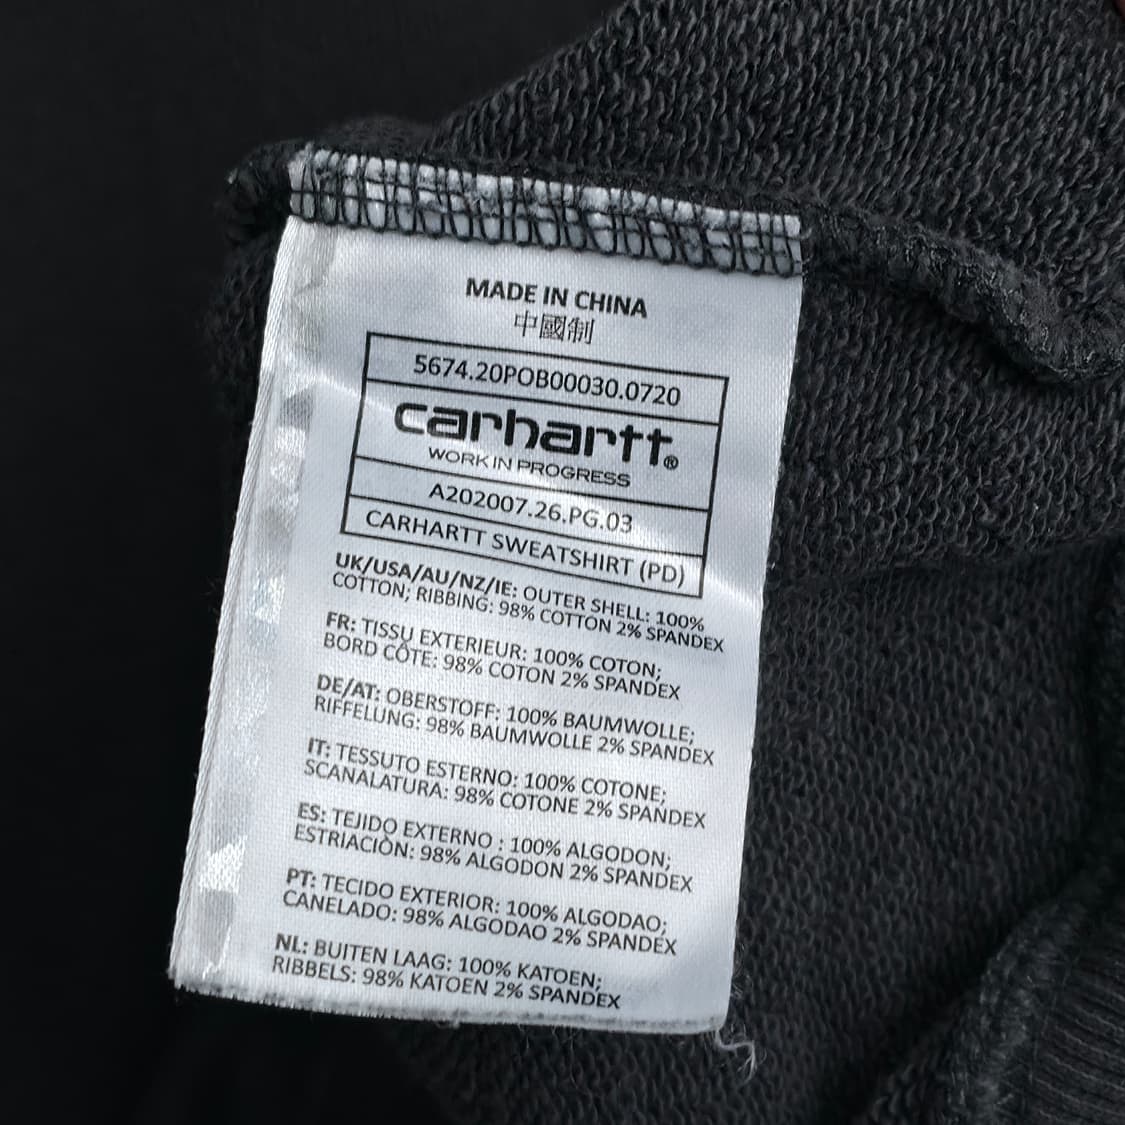 MADE IN CHINA
中國制
5674.20POB00030.0720
carhartt®
WORK IN PROGRESS
A202007.26.PG.03
CARHARTT SWEATSHIRT (PD)
UK/USA/AU/NZ/IE: OUTER SHELL: 100%
COTTON; RIBBING: 98% COTTON 2% SPANDEX
FR: TISSU EXTERIEUR: 100% COTON;
BORD CÔTE: 98% COTON 2% SPANDEX
DE/AT: OBERSTOFF: 100% BAUMWOLLE;
RIFFELUNG: 98% BAUMWOLLE 2% SPANDEX
IT: TESSUTO ESTERNO: 100% COTONE;
SCANALATURA: 98% COTONE 2% SPANDEX
ES: TEJIDO EXTERNO : 100% ALGODON;
ESTRIACIÓN: 98% ALGODON 2% SPANDEX
PT: TECIDO EXTERIOR: 100% ALGODAO;
CANELADO: 98% ALGODAO 2% SPANDEX
NL: BUITEN LAAG: 100% KATOEN;
RIBBELS: 98% KATOEN 2% SPANDEX